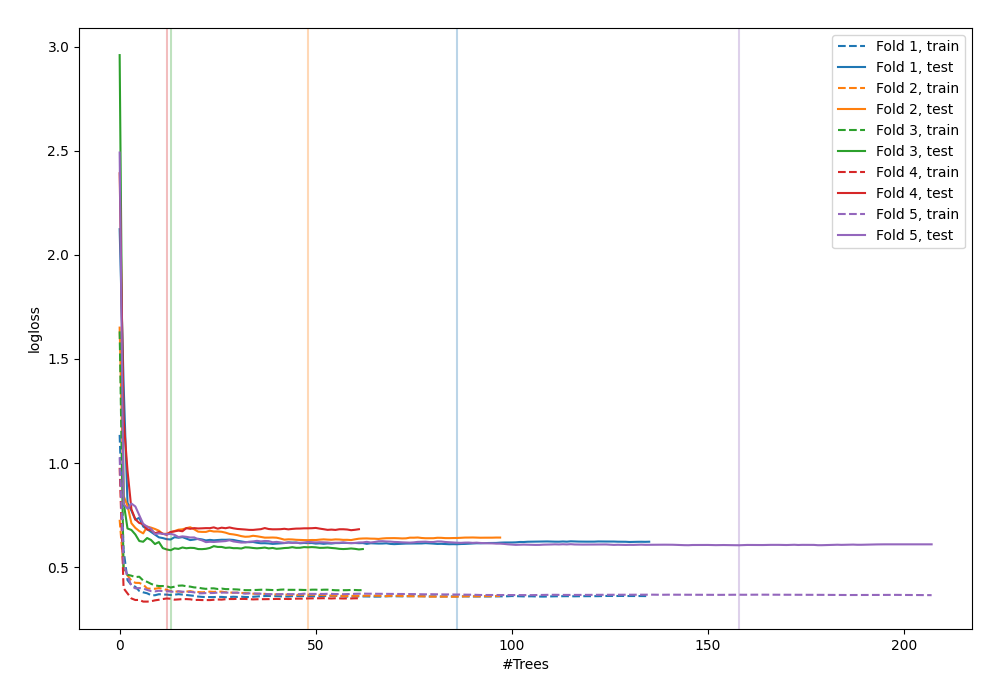 3.0
2.5
2.0
1.5
1.0
0.5
logloss
0
50
100
150
200
#Trees
Fold 1, train
Fold 1, test
Fold 2, train
Fold 2, test
Fold 3, train
Fold 3, test
Fold 4, train
Fold 4, test
Fold 5, train
Fold 5, test